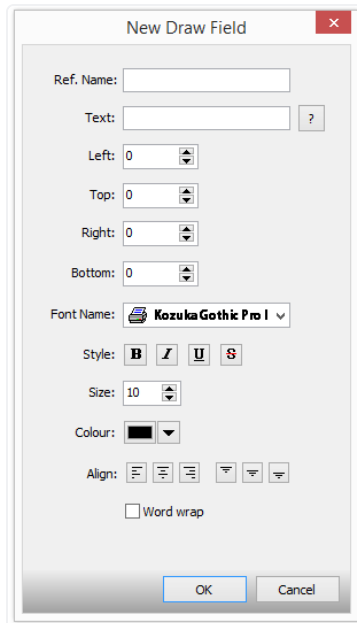 New Draw Field
Ref. Name:
Text: ?
Left: 0
Top: 0
Right: 0
Bottom: 0
Font Name: Kozuka Gothic Pro
Style: B I U S
Size: 10
Colour:
Align:
Word wrap
OK Cancel